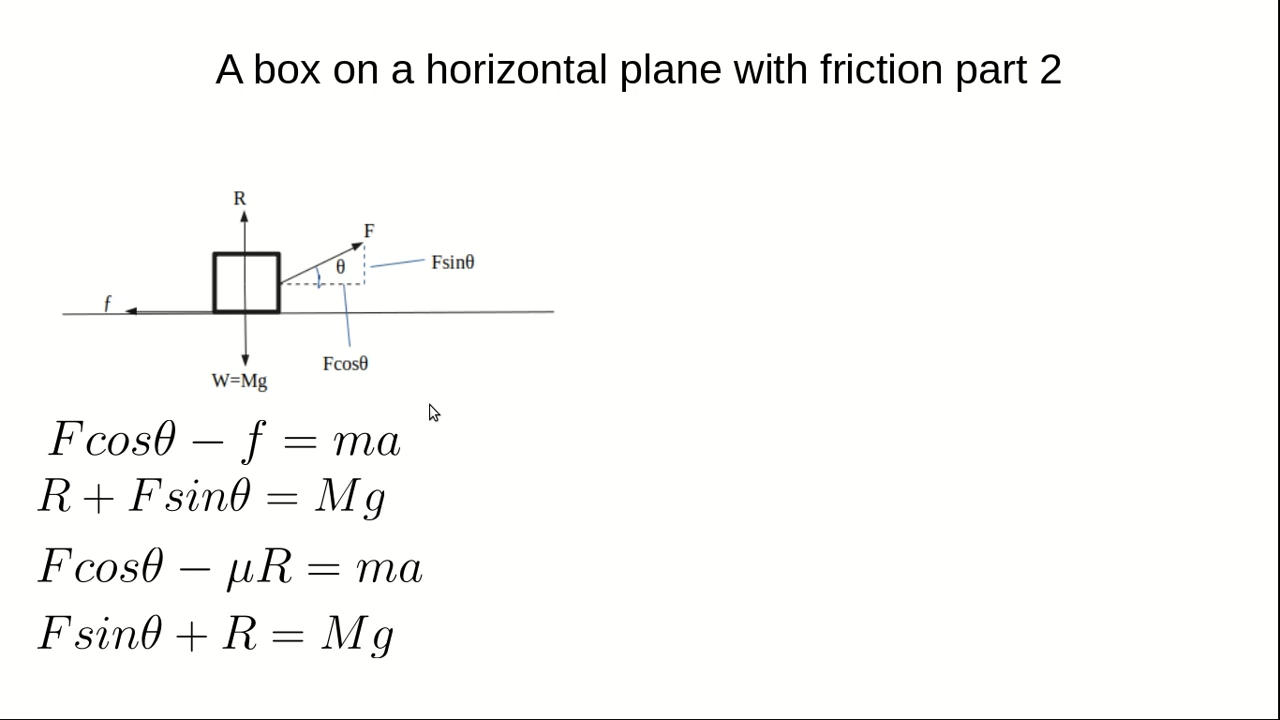 A box on a horizontal plane with friction part 2
R
F
θ
Fsinθ
f
Fcosθ
W=Mg
Fcosθ − f = ma
R + Fsinθ = Mg
Fcosθ − μR = ma
Fsinθ + R = Mg